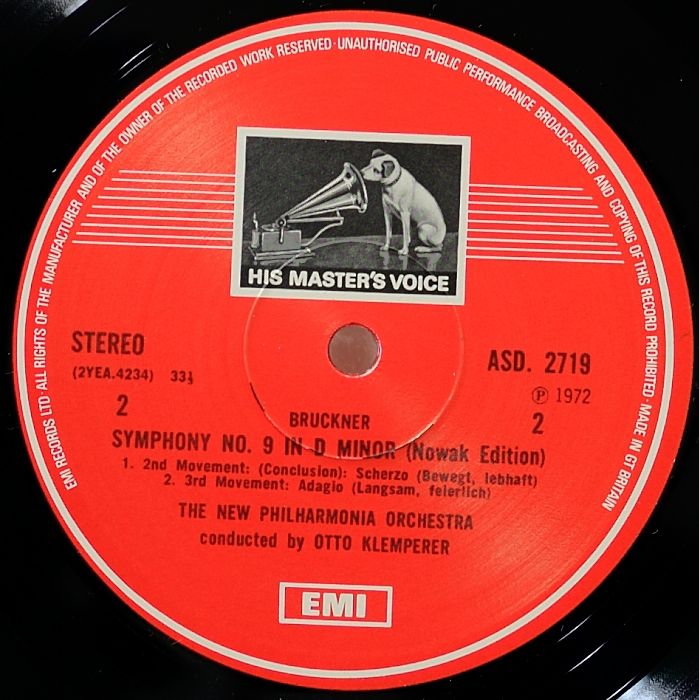 EMI RECORDS LTD·ALL RIGHTS OF THE MANUFACTURER AND OF THE OWNER OF THE RECORDED WORK RESERVED·UNAUTHORISED PUBLIC PERFORMANCE BROADCASTING AND COPYING OF THIS RECORD PROHIBITED·MADE IN GT BRITAIN
HIS MASTER'S VOICE
STEREO
ASD. 2719
(2YEA.4234) 33⅓
Ⓟ 1972
2
2
BRUCKNER
SYMPHONY NO. 9 IN D MINOR (Nowak Edition)
1. 2nd Movement: (Conclusion): Scherzo (Bewegt, lebhaft)
2. 3rd Movement: Adagio (Langsam, feierlich)
THE NEW PHILHARMONIA ORCHESTRA
conducted by OTTO KLEMPERER
EMI